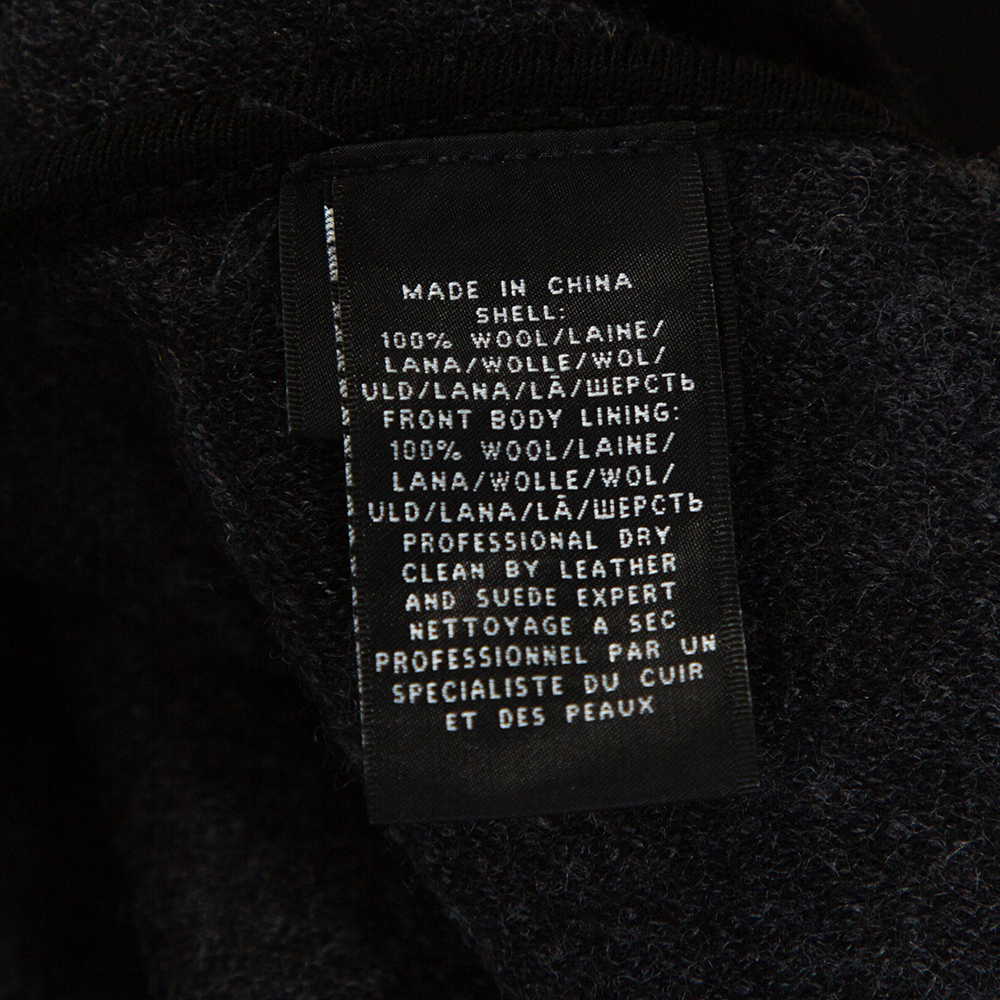 MADE IN CHINA
SHELL:
100% WOOL/LAINE/
LANA/WOLLE/WOL/
ULD/LANA/LÃ/ШЕРСТЬ
FRONT BODY LINING:
100% WOOL/LAINE/
LANA/WOLLE/WOL/
ULD/LANA/LÃ/ШЕРСТЬ
PROFESSIONAL DRY
CLEAN BY LEATHER
AND SUEDE EXPERT
NETTOYAGE A SEC
PROFESSIONNEL PAR UN
SPECIALISTE DU CUIR
ET DES PEAUX